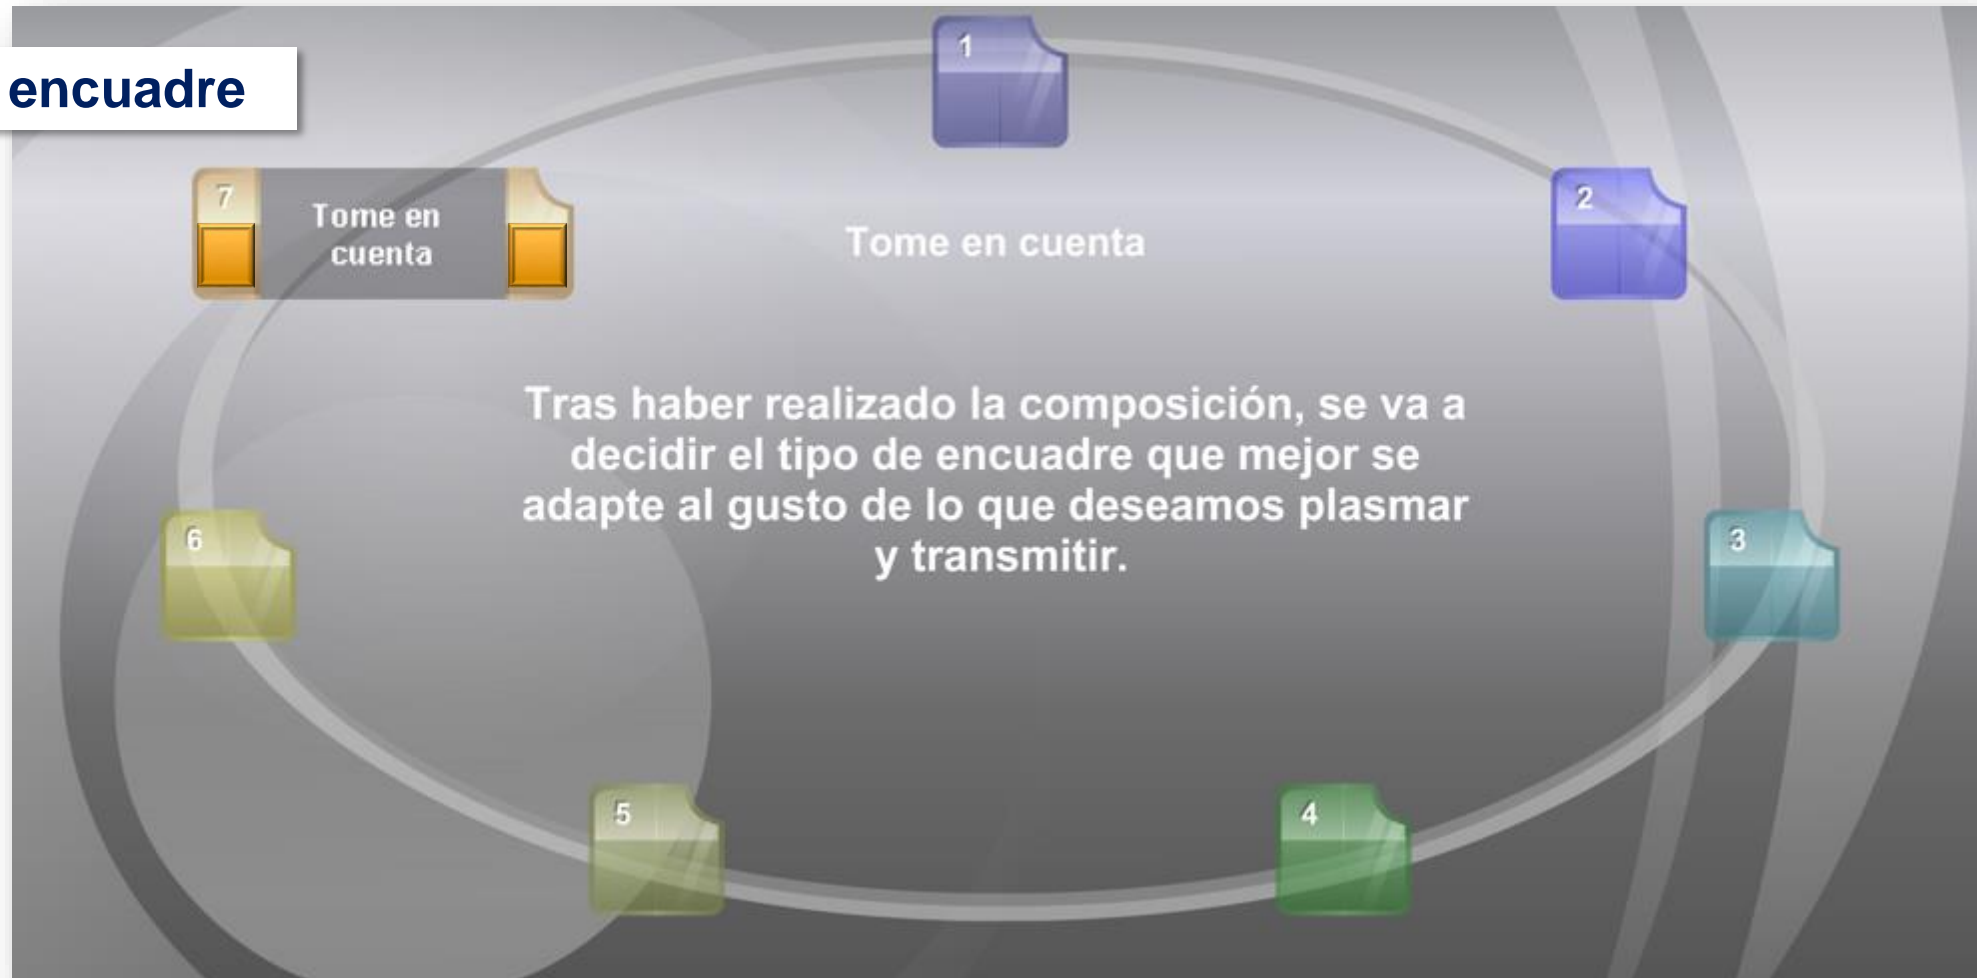 encuadre
1
2
7
Tome en
cuenta
Tome en cuenta
Tras haber realizado la composición, se va a
decidir el tipo de encuadre que mejor se
adapte al gusto de lo que deseamos plasmar
y transmitir.
6
3
5
4